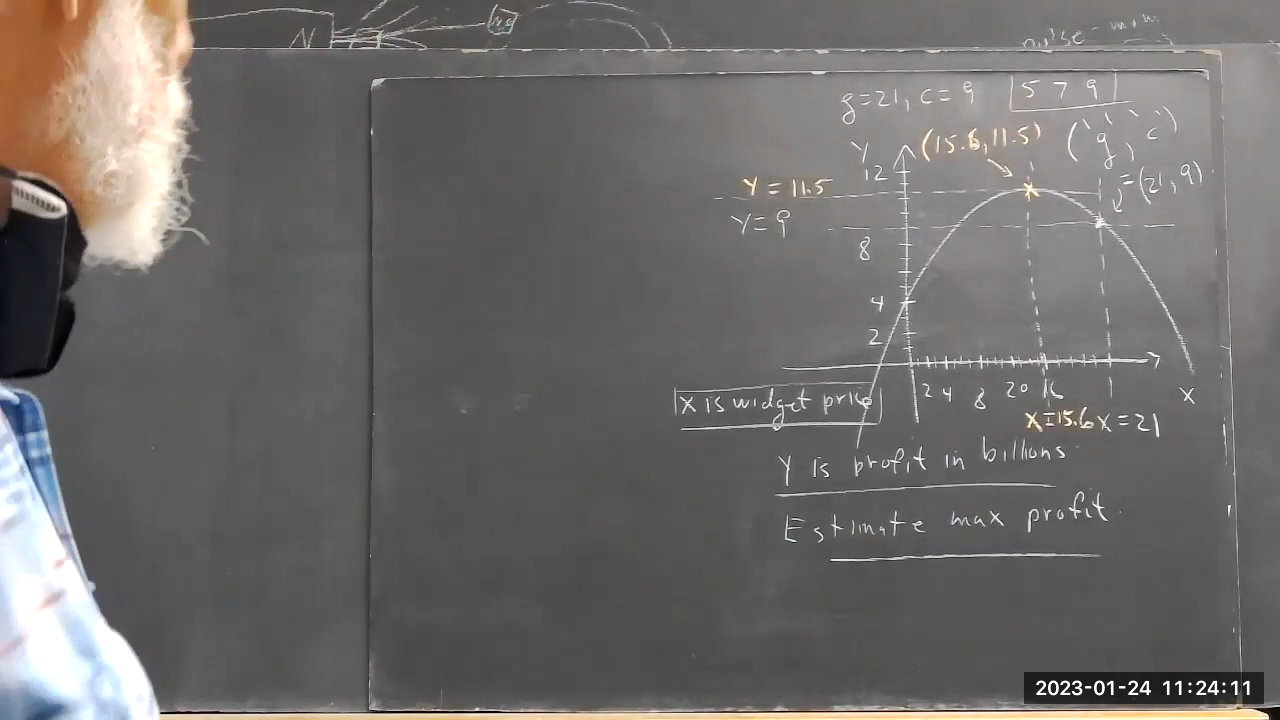 N
g=21, c=9 5 7 9
Y (15.6,11.5) ('g', 'c')
12
Y = 11.5 =(21,9)
Y=9
8
4
2
2 4 8 20 16 X
X is widget price
X=15.6 X=21
Y is profit in billions
Estimate max profit.
2023-01-24 11:24:11